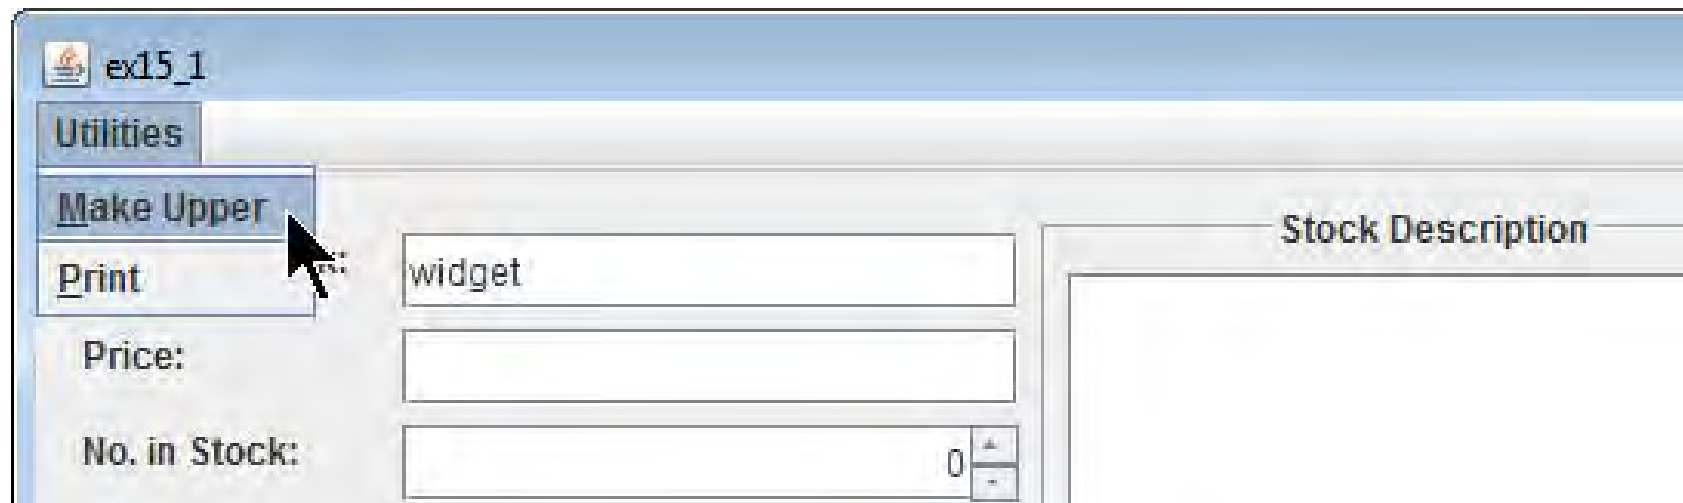 ex15_1
Utilities
Make Upper
Stock Description
widget
Print
Price:
No. in Stock:
0